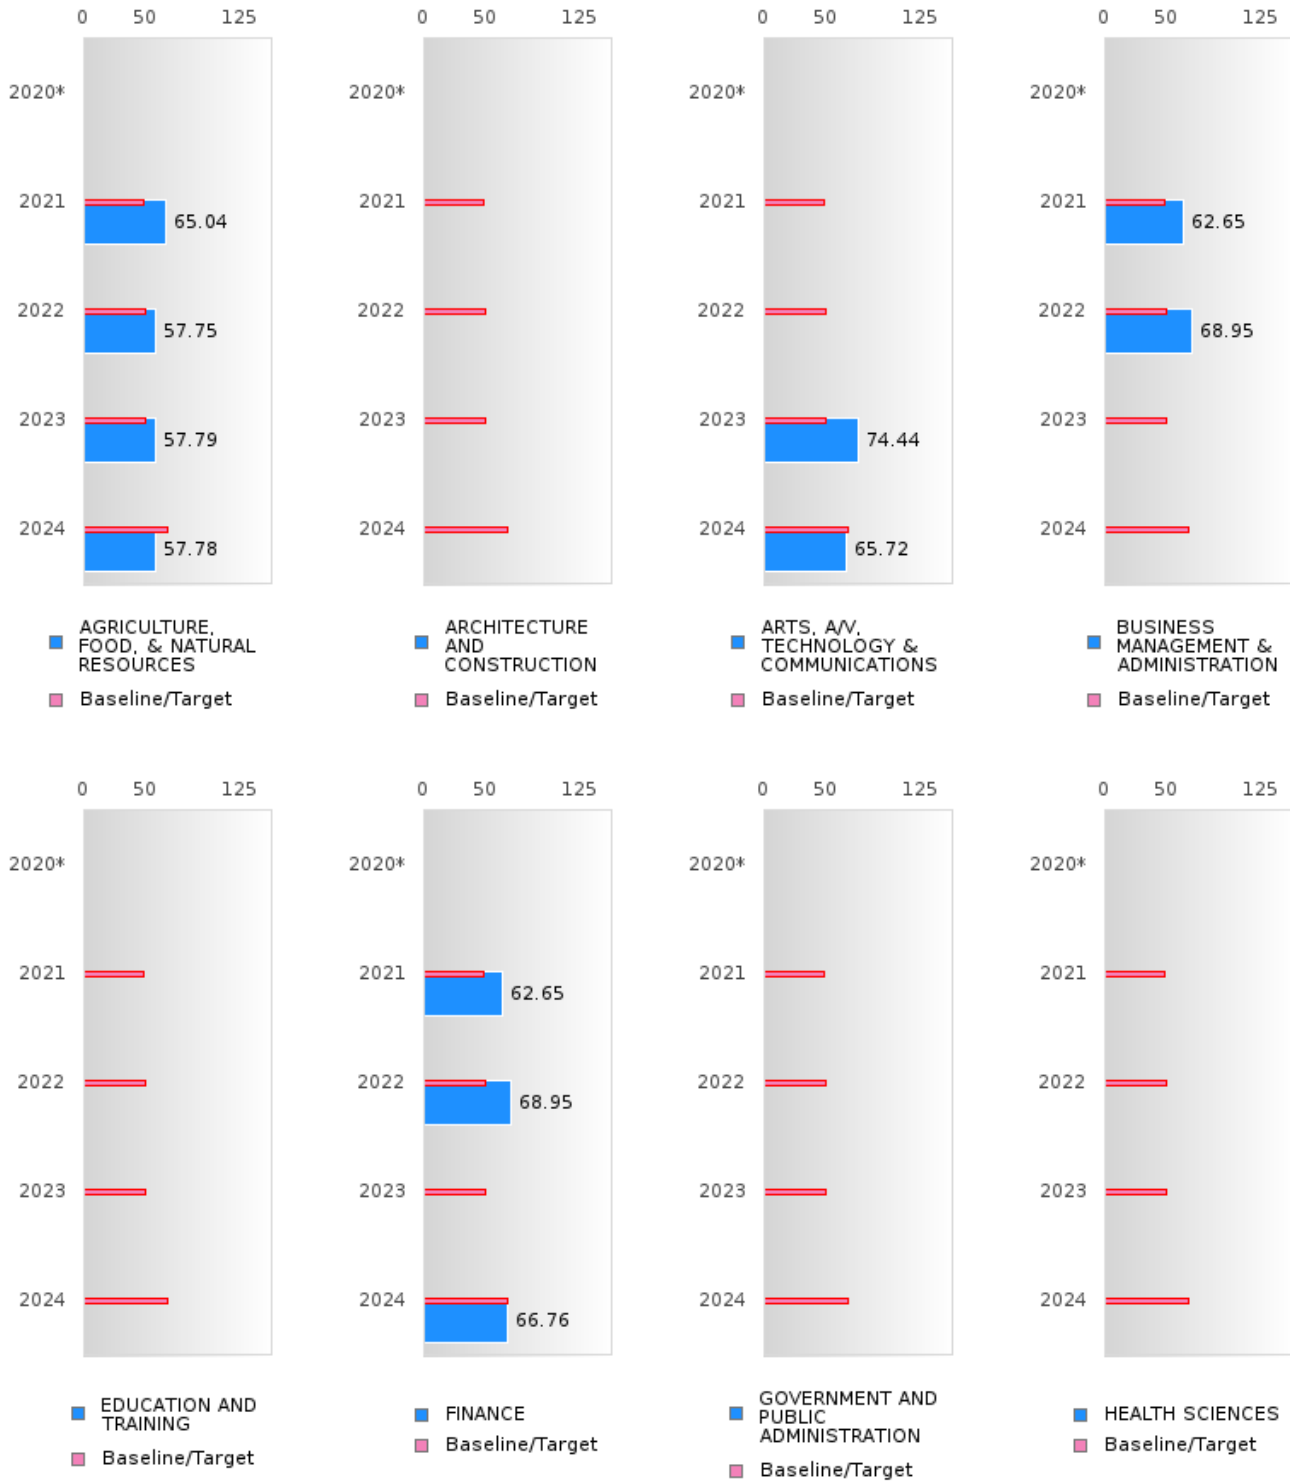 0 50 125
2020*
2021
65.04
2022
57.75
2023
57.79
2024
57.78
AGRICULTURE,
FOOD, & NATURAL
RESOURCES
Baseline/Target
0 50 125
2020*
2021
2022
2023
2024
ARCHITECTURE
AND
CONSTRUCTION
Baseline/Target
0 50 125
2020*
2021
2022
2023
74.44
2024
65.72
ARTS, A/V,
TECHNOLOGY &
COMMUNICATIONS
Baseline/Target
0 50 125
2020*
2021
62.65
2022
68.95
2023
2024
BUSINESS
MANAGEMENT &
ADMINISTRATION
Baseline/Target
0 50 125
2020*
2021
2022
2023
2024
EDUCATION AND
TRAINING
Baseline/Target
0 50 125
2020*
2021
62.65
2022
68.95
2023
2024
66.76
FINANCE
Baseline/Target
0 50 125
2020*
2021
2022
2023
2024
GOVERNMENT AND
PUBLIC
ADMINISTRATION
Baseline/Target
0 50 125
2020*
2021
2022
2023
2024
HEALTH SCIENCES
Baseline/Target